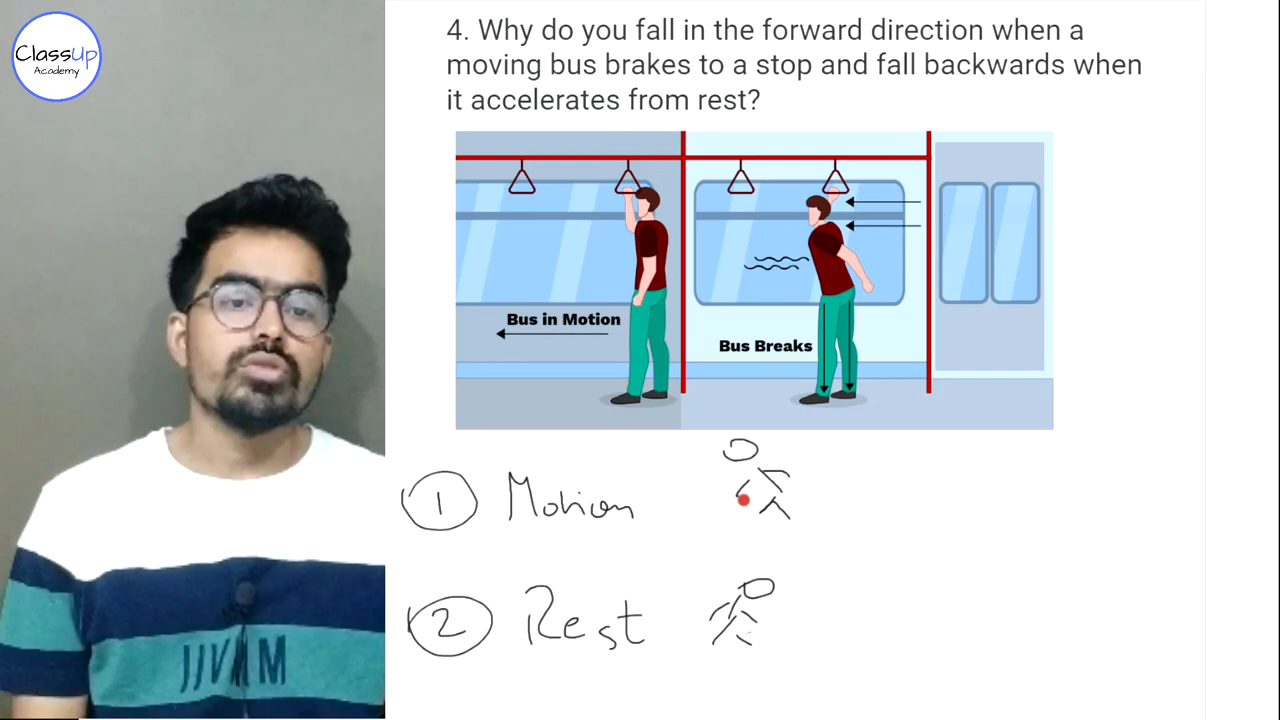 ClassUp
Academy
4. Why do you fall in the forward direction when a
moving bus brakes to a stop and fall backwards when
it accelerates from rest?
Bus in Motion
Bus Breaks
1 Motion
2 Rest